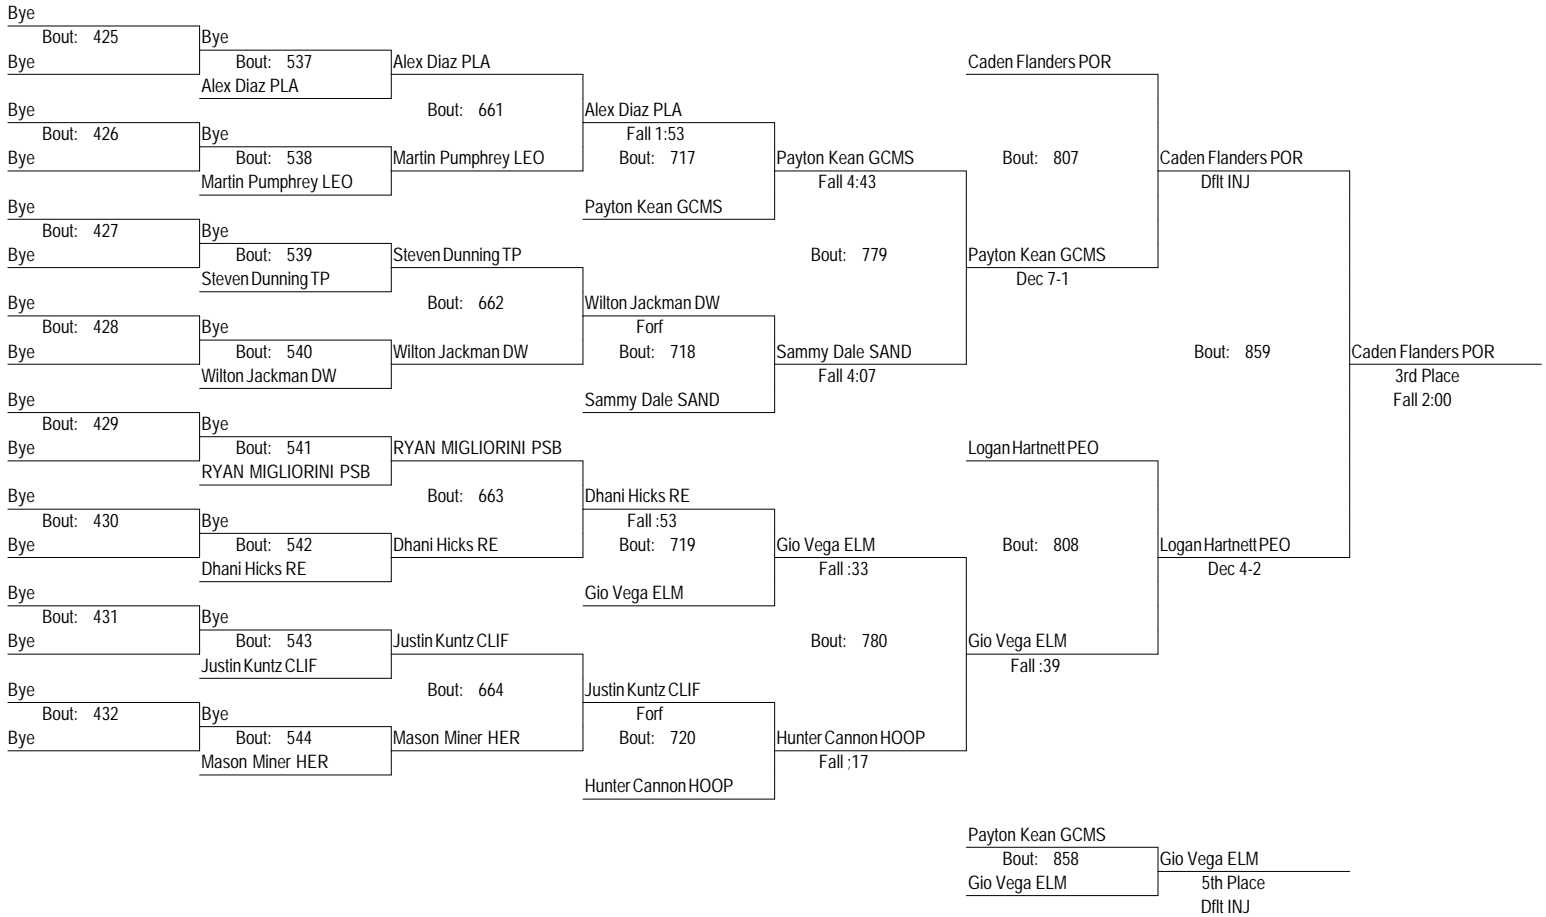 Bye
Bout: 425
Bye
Bye
Bout: 537
Alex Diaz PLA
Alex Diaz PLA
Bye
Bout: 426
Bye
Bye
Bout: 538
Martin Pumphrey LEO
Martin Pumphrey LEO
Bout: 661
Alex Diaz PLA
Fall 1:53
Bout: 717
Payton Kean GCMS
Payton Kean GCMS
Fall 4:43
Bye
Bout: 427
Bye
Bye
Bout: 539
Steven Dunning TP
Steven Dunning TP
Bye
Bout: 428
Bye
Bye
Bout: 540
Wilton Jackman DW
Wilton Jackman DW
Bout: 662
Wilton Jackman DW
Forf
Bout: 718
Sammy Dale SAND
Sammy Dale SAND
Fall 4:07
Bout: 779
Caden Flanders POR
Bout: 807
Payton Kean GCMS
Dec 7-1
Caden Flanders POR
Dflt INJ
Bye
Bout: 429
Bye
Bye
Bout: 541
RYAN MIGLIORINI PSB
RYAN MIGLIORINI PSB
Bye
Bout: 430
Bye
Bye
Bout: 542
Dhani Hicks RE
Dhani Hicks RE
Bout: 663
Dhani Hicks RE
Fall :53
Bout: 719
Gio Vega ELM
Gio Vega ELM
Fall :33
Bye
Bout: 431
Bye
Bye
Bout: 543
Justin Kuntz CLIF
Justin Kuntz CLIF
Bye
Bout: 432
Bye
Bye
Bout: 544
Mason Miner HER
Mason Miner HER
Bout: 664
Justin Kuntz CLIF
Forf
Bout: 720
Hunter Cannon HOOP
Hunter Cannon HOOP
Fall ;17
Bout: 780
Logan Hartnett PEO
Bout: 808
Gio Vega ELM
Fall :39
Logan Hartnett PEO
Dec 4-2
Bout: 859
Caden Flanders POR
3rd Place
Fall 2:00
Payton Kean GCMS
Bout: 858
Gio Vega ELM
Gio Vega ELM
5th Place
Dflt INJ